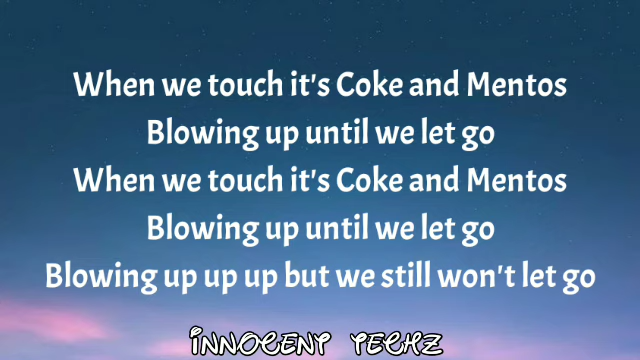 When we touch it's Coke and Mentos
Blowing up until we let go
When we touch it's Coke and Mentos
Blowing up until we let go
Blowing up up up but we still won't let go
INNOCENT TECHZ